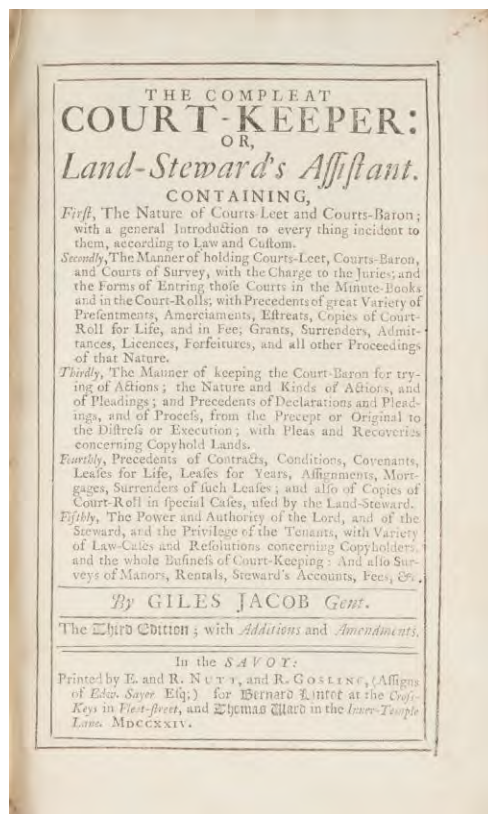 THE COMPLEAT
COURT-KEEPER:
OR,
Land-Steward's Aſſiſtant.
CONTAINING,
Firſt, The Nature of Courts-Leet and Courts-Baron;
with a general Introduction to every thing incident to
them, according to Law and Cuſtom.
Secondly, The Manner of holding Courts-Leet, Courts-Baron,
and Courts of Survey, with the Charge to the Juries; and
the Forms of Entring thoſe Courts in the Minute-Books
and in the Court-Rolls; with Precedents of great Variety of
Preſentments, Amerciaments, Eſtreats, Copies of Court-
Roll for Life, and in Fee; Grants, Surrenders, Admit-
tances, Licences, Forfeitures, and all other Proceedings
of that Nature.
Thirdly, The Manner of keeping the Court-Baron for try-
ing of Actions; the Nature and Kinds of Actions, and
of Pleadings; and Precedents of Declarations and Plead-
ings, and of Proceſs, from the Precept or Original to
the Diſtreſs or Execution; with Pleas and Recoveries
concerning Copyhold Lands.
Fourthly, Precedents of Contracts, Conditions, Covenants,
Leaſes for Life, Leaſes for Years, Aſſignments, Mort-
gages, Surrenders of ſuch Leaſes; and alſo of Copies of
Court-Roll in ſpecial Caſes, uſed by the Land-Steward.
Fifthly, The Power and Authority of the Lord, and of the
Steward, and the Privilege of the Tenants, with Variety
of Law-Caſes and Reſolutions concerning Copyholders,
and the whole Buſineſs of Court-Keeping: And alſo Sur-
veys of Manors, Rentals, Steward's Accounts, Fees, &c.
By GILES JACOB Gent.
The Third Edition; with Additions and Amendments.
In the SAVOY:
Printed by E. and R. NUTT, and R. GOSLING, (Aſſigns
of Edw. Sayer Eſq;) for Bernard Lintot at the Croſs-
Keys in Fleet-ſtreet, and Thomas Ward in the Inner-Temple
Lane. MDCCXXIV.